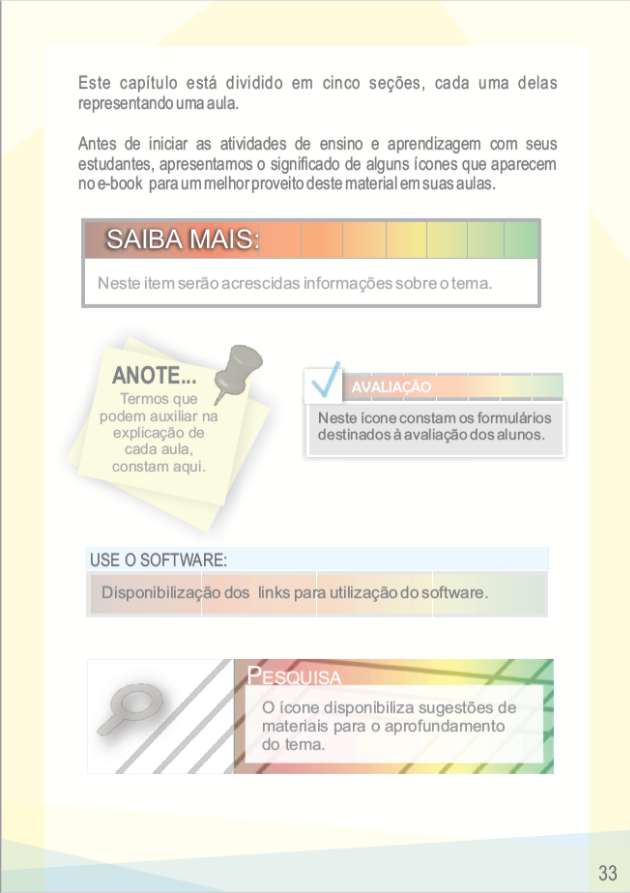 Este capítulo está dividido em cinco seções, cada uma delas
representando uma aula.
Antes de iniciar as atividades de ensino e aprendizagem com seus
estudantes, apresentamos o significado de alguns ícones que aparecem
no e-book para um melhor proveito deste material em suas aulas.
SAIBA MAIS:
Neste item serão acrescidas informações sobre o tema.
ANOTE...
Termos que
podem auxiliar na
explicação de
cada aula,
constam aqui.
AVALIAÇÃO
Neste ícone constam os formulários
destinados à avaliação dos alunos.
USE O SOFTWARE:
Disponibilização dos links para utilização do software.
PESQUISA
O ícone disponibiliza sugestões de
materiais para o aprofundamento
do tema.
33